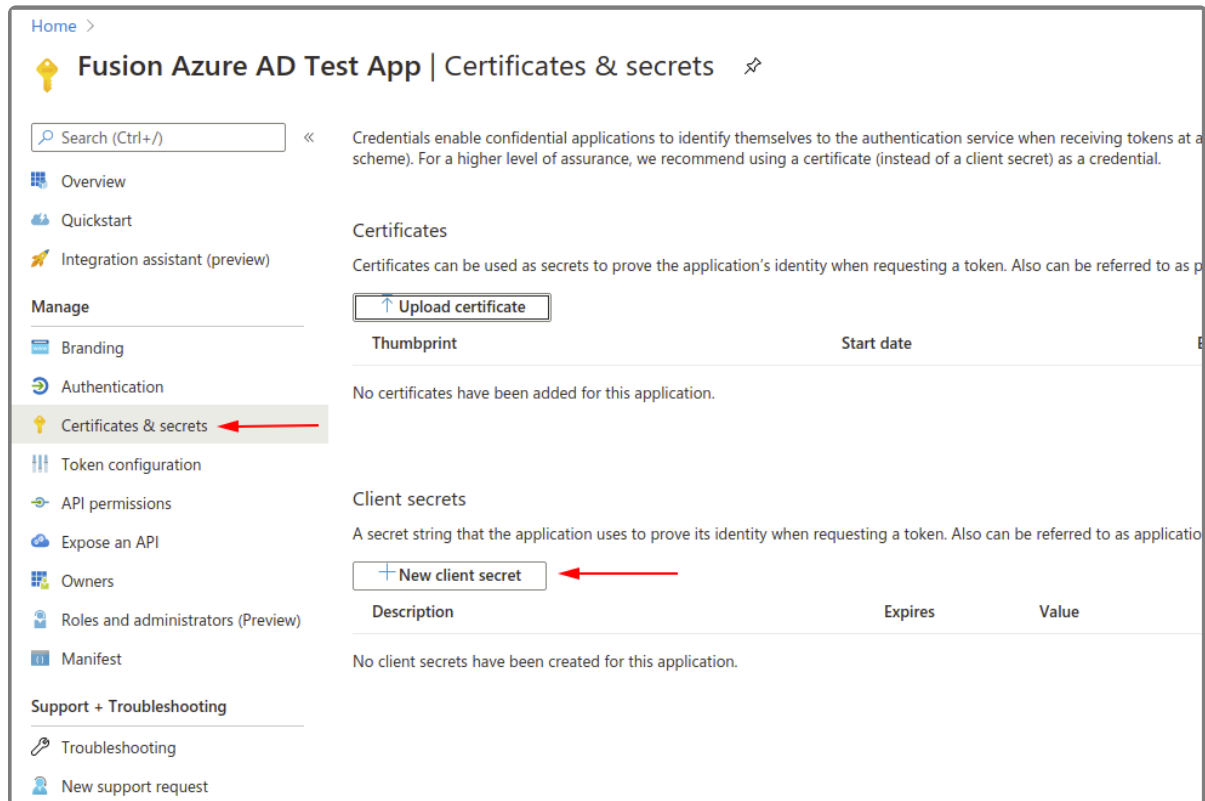 Home >
Fusion Azure AD Test App | Certificates & secrets
Search (Ctrl+/)
«
Overview
Quickstart
Integration assistant (preview)
Manage
Branding
Authentication
Certificates & secrets
Token configuration
API permissions
Expose an API
Owners
Roles and administrators (Preview)
Manifest
Support + Troubleshooting
Troubleshooting
New support request
Credentials enable confidential applications to identify themselves to the authentication service when receiving tokens at a
scheme). For a higher level of assurance, we recommend using a certificate (instead of a client secret) as a credential.
Certificates
Certificates can be used as secrets to prove the application’s identity when requesting a token. Also can be referred to as p
Upload certificate
Thumbprint Start date
No certificates have been added for this application.
Client secrets
A secret string that the application uses to prove its identity when requesting a token. Also can be referred to as applicatio
New client secret
Description Expires Value
No client secrets have been created for this application.